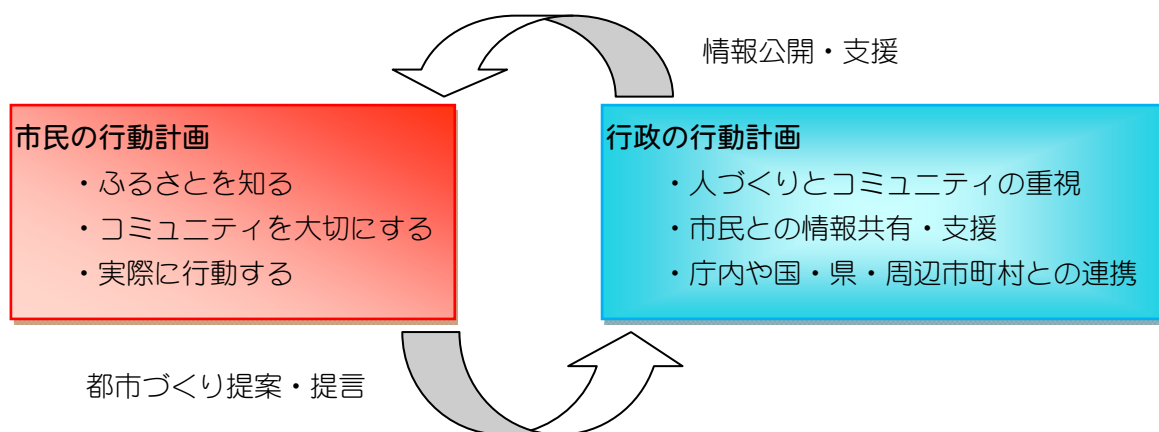 情報公開・支援
市民の行動計画
・ふるさとを知る
・コミュニティを大切にする
・実際に行動する
行政の行動計画
・人づくりとコミュニティの重視
・市民との情報共有・支援
・庁内や国・県・周辺市町村との連携
都市づくり提案・提言